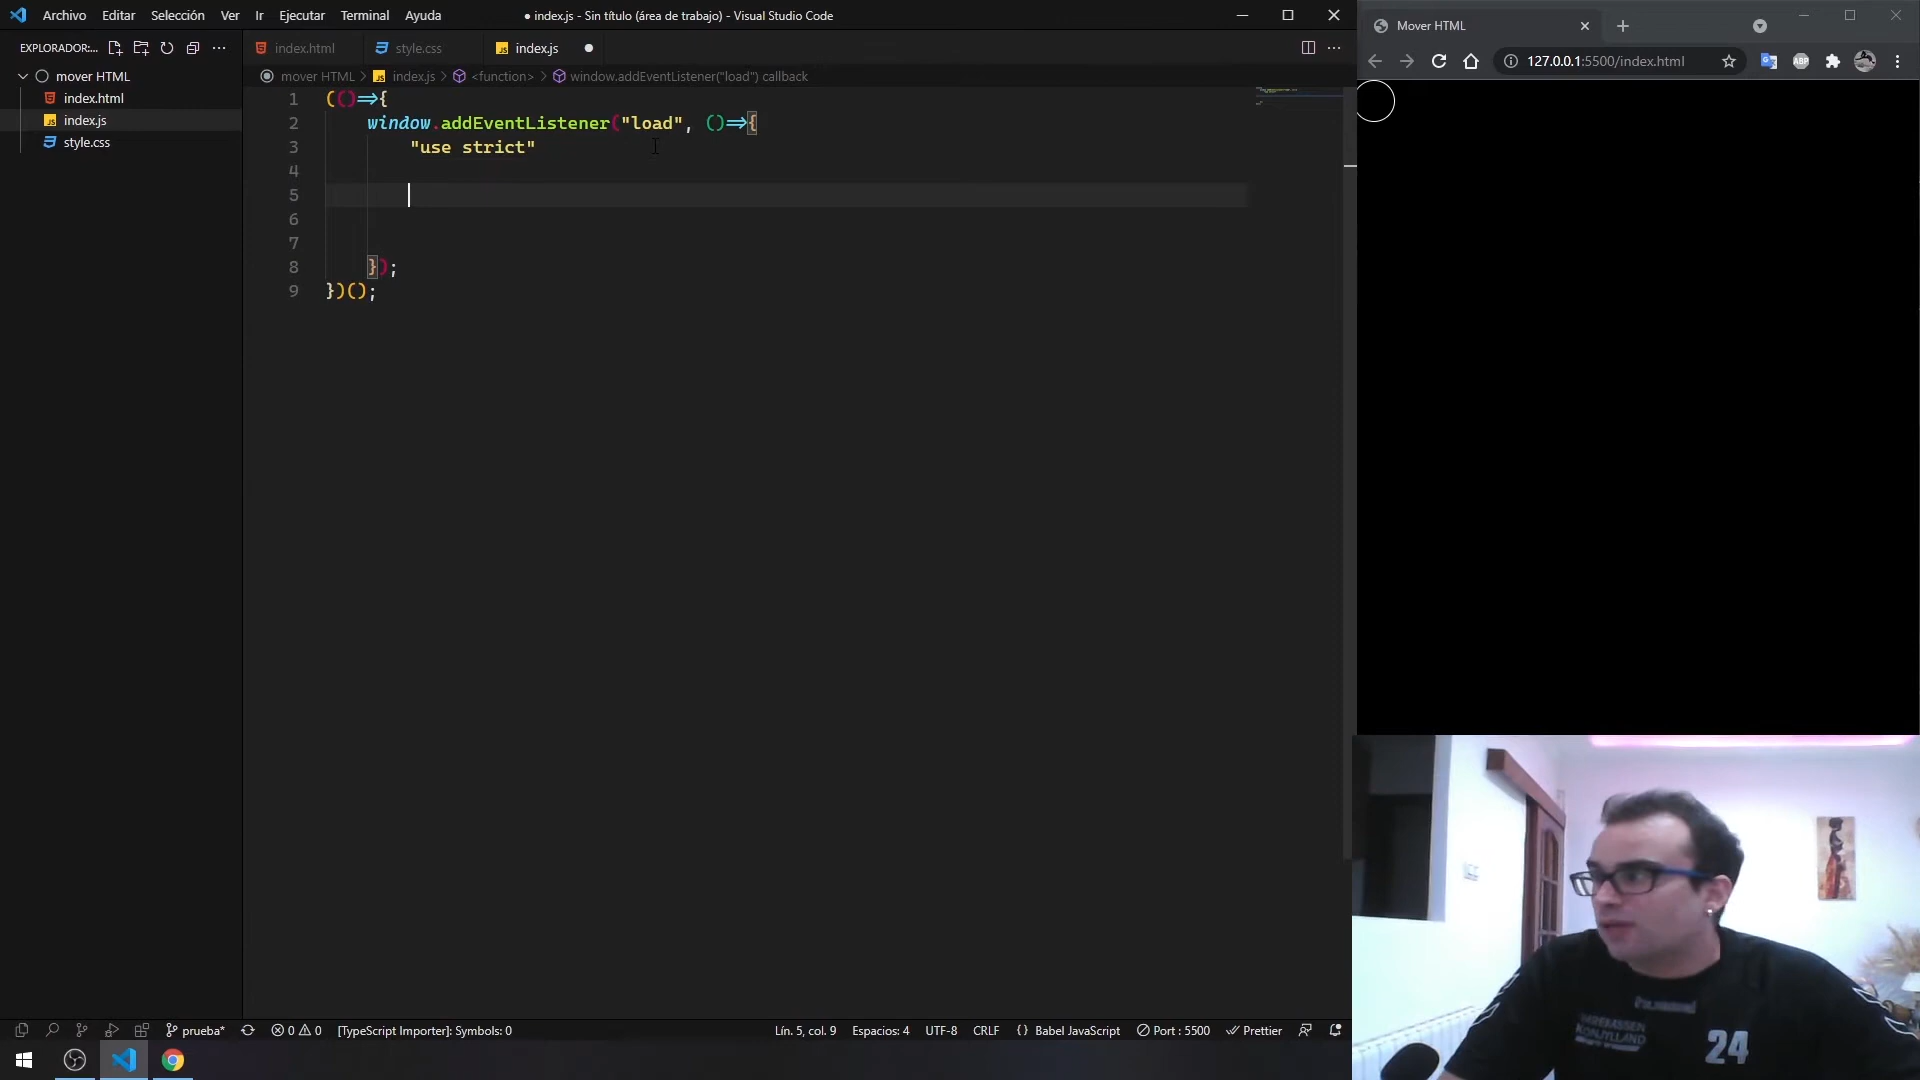 Archivo Editar Selección Ver Ir Ejecutar Terminal Ayuda
● index.js - Sin título (área de trabajo) - Visual Studio Code
EXPLORADOR:...
mover HTML
index.html
index.js
style.css
index.html style.css index.js
mover HTML > index.js > <function> > window.addEventListener("load") callback
1 (()=>{
2 window.addEventListener("load", ()=>{
3 "use strict"
4
5
6
7
8 });
9 })();
Mover HTML
127.0.0.1:5500/index.html
ABP
24
prueba* 0 0 [TypeScript Importer]: Symbols: 0
Lín. 5, col. 9 Espacios: 4 UTF-8 CRLF Babel JavaScript Port : 5500 Prettier